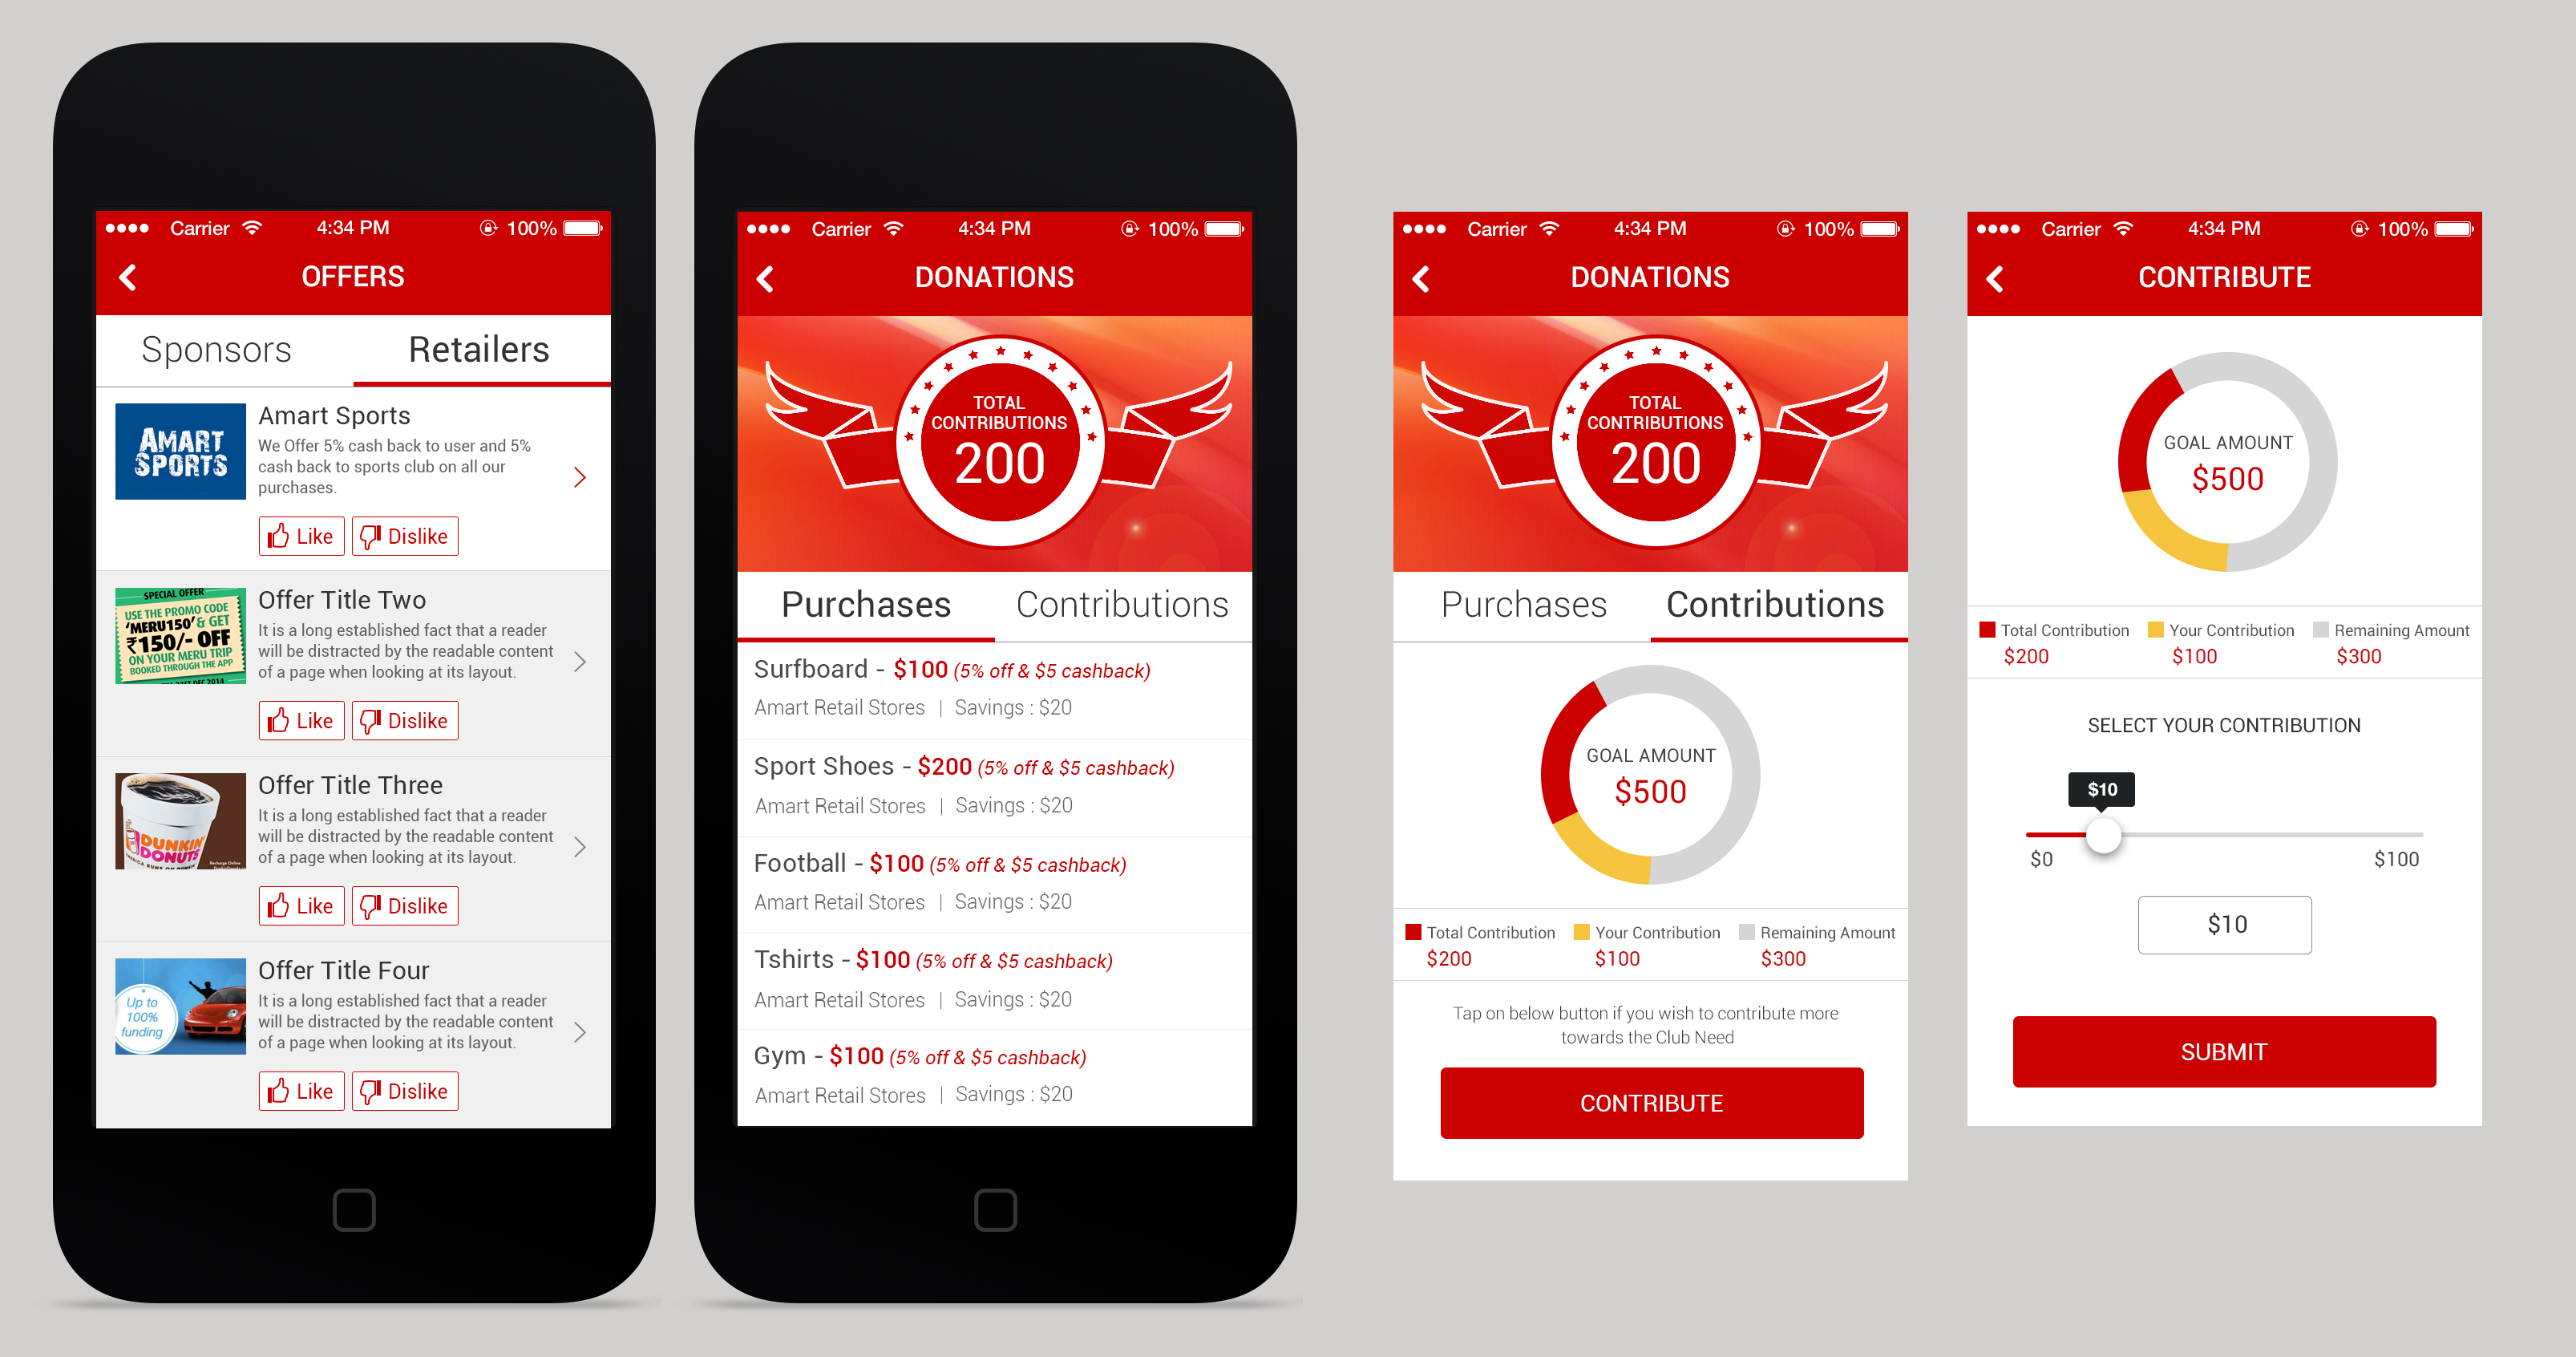 Carrier 4:34 PM 100%
OFFERS
Sponsors Retailers
AMART
SPORTS
Amart Sports
We Offer 5% cash back to user and 5%
cash back to sports club on all our
purchases.
Like Dislike
SPECIAL OFFER
USE THE PROMO CODE
'MERU150' & GET
₹150/- OFF
ON YOUR MERU TRIP
BOOKED THROUGH THE APP
31ST DEC 2014
Offer Title Two
It is a long established fact that a reader
will be distracted by the readable content
of a page when looking at its layout.
Like Dislike
DUNKIN'
DONUTS
Offer Title Three
It is a long established fact that a reader
will be distracted by the readable content
of a page when looking at its layout.
Like Dislike
Up to
100%
funding
Offer Title Four
It is a long established fact that a reader
will be distracted by the readable content
of a page when looking at its layout.
Like Dislike
Carrier 4:34 PM 100%
DONATIONS
TOTAL
CONTRIBUTIONS
200
Purchases Contributions
Surfboard - $100 (5% off & $5 cashback)
Amart Retail Stores | Savings : $20
Sport Shoes - $200 (5% off & $5 cashback)
Amart Retail Stores | Savings : $20
Football - $100 (5% off & $5 cashback)
Amart Retail Stores | Savings : $20
Tshirts - $100 (5% off & $5 cashback)
Amart Retail Stores | Savings : $20
Gym - $100 (5% off & $5 cashback)
Amart Retail Stores | Savings : $20
Carrier 4:34 PM 100%
DONATIONS
TOTAL
CONTRIBUTIONS
200
Purchases Contributions
GOAL AMOUNT
$500
Total Contribution Your Contribution Remaining Amount
$200 $100 $300
Tap on below button if you wish to contribute more
towards the Club Need
CONTRIBUTE
Carrier 4:34 PM 100%
CONTRIBUTE
GOAL AMOUNT
$500
Total Contribution Your Contribution Remaining Amount
$200 $100 $300
SELECT YOUR CONTRIBUTION
$10
$0 $100
$10
SUBMIT